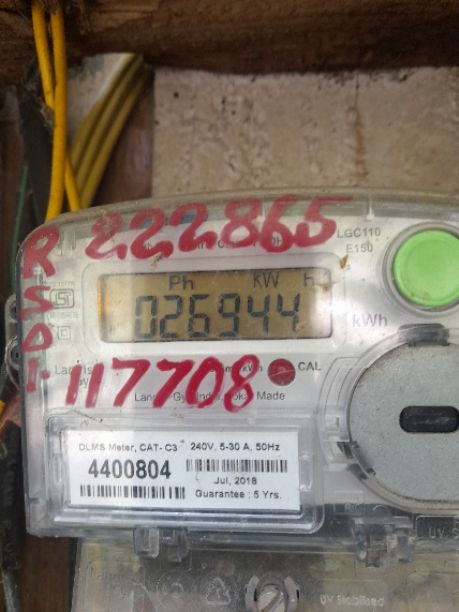 R 222865
S
D
1.
LGC110
E150
Ph kW h
026944
kWh
117708
CAL
Made
DLMS Meter, CAT- C3 240V, 5-30 A, 50Hz
4400804
Jul, 2018
Guarantee : 5 Yrs.